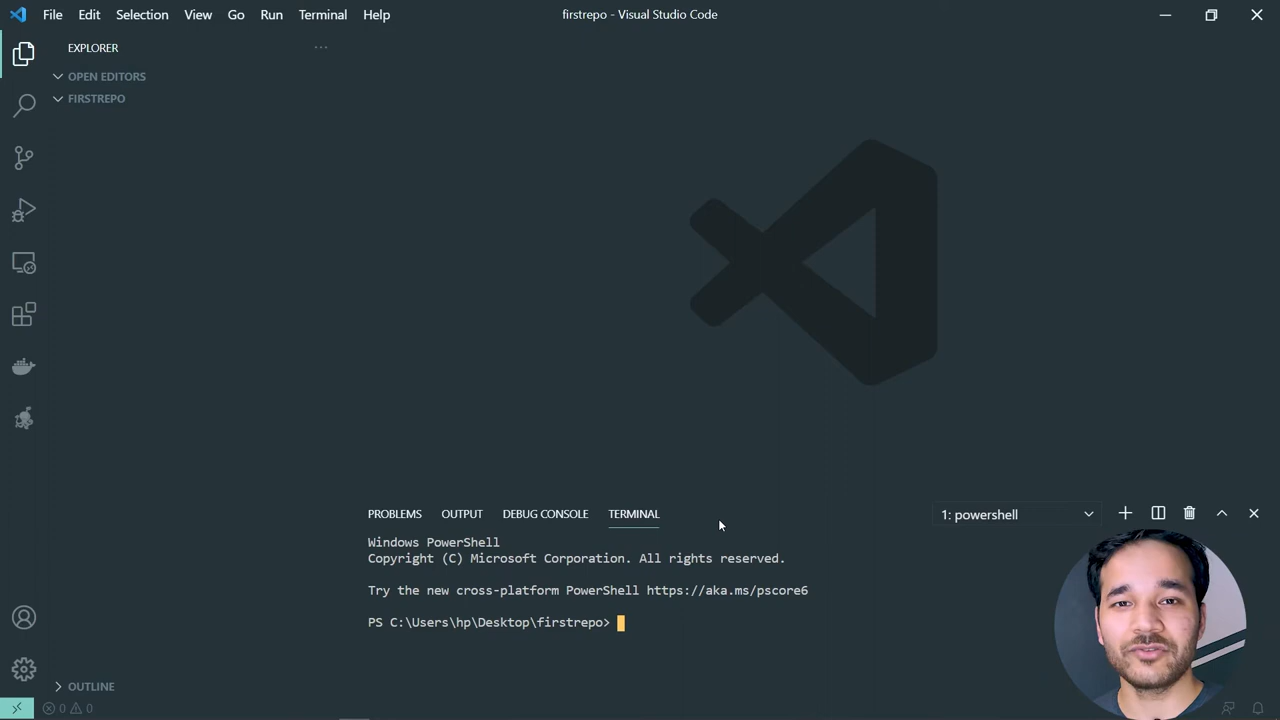 File Edit Selection View Go Run Terminal Help
firstrepo - Visual Studio Code
EXPLORER
OPEN EDITORS
FIRSTREPO
PROBLEMS OUTPUT DEBUG CONSOLE TERMINAL
1: powershell
Windows PowerShell
Copyright (C) Microsoft Corporation. All rights reserved.
Try the new cross-platform PowerShell https://aka.ms/pscore6
PS C:\Users\hp\Desktop\firstrepo>
OUTLINE
0 0